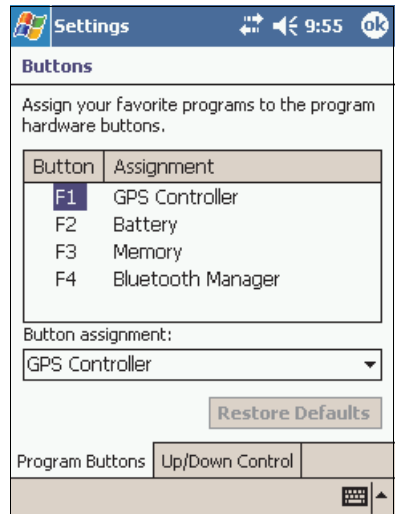 Settings 9:55 ok
Buttons
Assign your favorite programs to the program
hardware buttons.
Button Assignment
F1 GPS Controller
F2 Battery
F3 Memory
F4 Bluetooth Manager
Button assignment:
GPS Controller
Restore Defaults
Program Buttons Up/Down Control